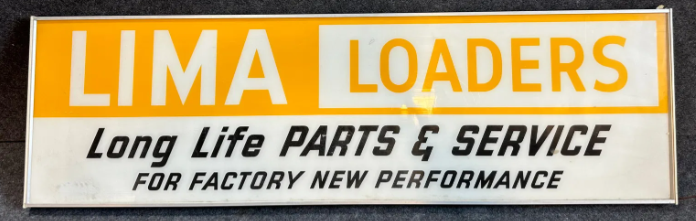 LIMA LOADERS
Long Life PARTS & SERVICE
FOR FACTORY NEW PERFORMANCE